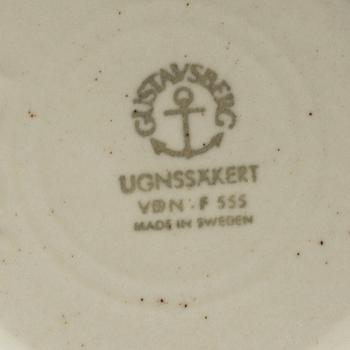 GUSTAVSBERG
UGNSSÄKERT
VDN: F 555
MADE IN SWEDEN